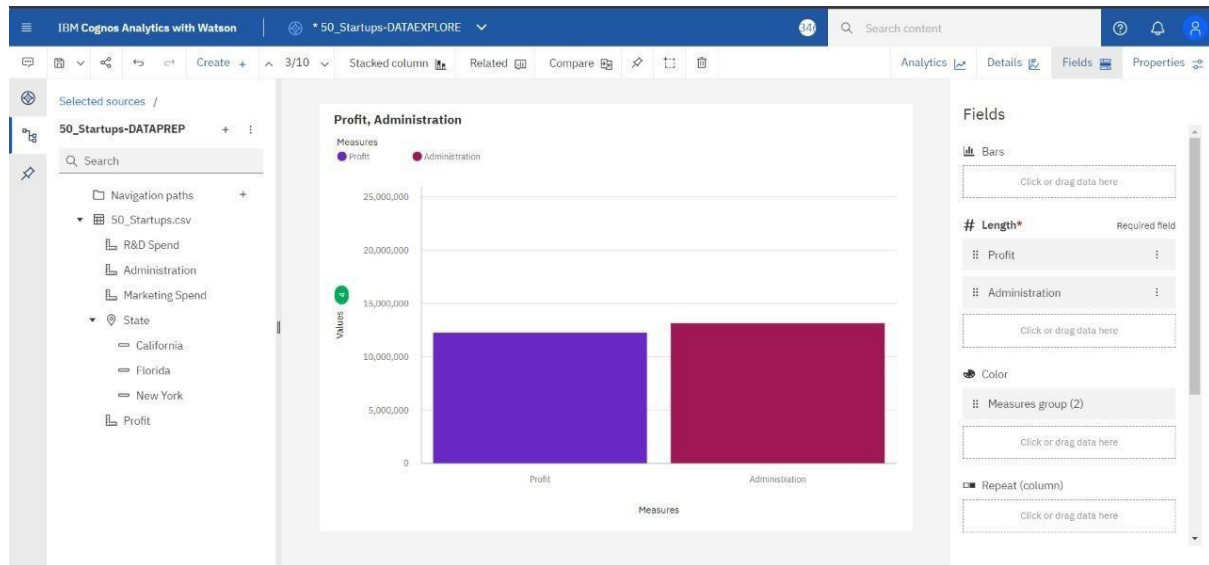 IBM Cognos Analytics with Watson
* 50_Startups-DATAEXPLORE
Search content
Create +
3/10
Stacked column
Related
Compare
Analytics
Details
Fields
Properties
Selected sources /
50_Startups-DATAPREP
Search
Navigation paths
50_Startups.csv
R&D Spend
Administration
Marketing Spend
State
California
Florida
New York
Profit
Profit, Administration
Measures
Profit
Administration
25,000,000
20,000,000
15,000,000
10,000,000
5,000,000
0
Values
Profit
Administration
Measures
Fields
Bars
Click or drag data here
# Length*
Required field
Profit
Administration
Click or drag data here
Color
Measures group (2)
Click or drag data here
Repeat (column)
Click or drag data here